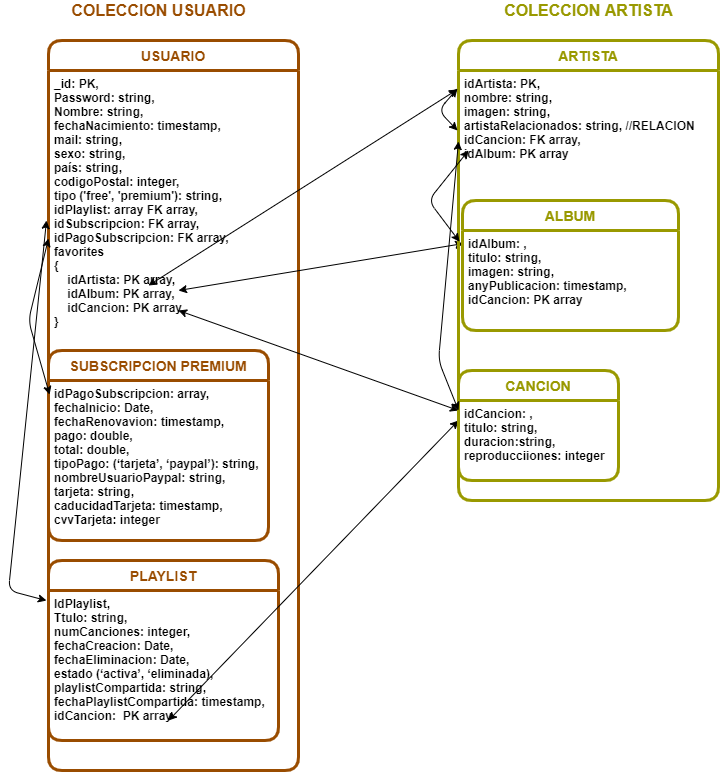 COLECCION USUARIO
USUARIO
_id: PK,
Password: string,
Nombre: string,
fechaNacimiento: timestamp,
mail: string,
sexo: string,
país: string,
codigoPostal: integer,
tipo ('free', 'premium'): string,
idPlaylist: array FK array,
idSubscripcion: FK array,
idPagoSubscripcion: FK array,
favorites
{
idArtista: PK array,
idAlbum: PK array,
idCancion: PK array
}
SUBSCRIPCION PREMIUM
idPagoSubscripcion: array,
fechaInicio: Date,
fechaRenovavion: timestamp,
pago: double,
total: double,
tipoPago: (‘tarjeta’, ‘paypal’): string,
nombreUsuarioPaypal: string,
tarjeta: string,
caducidadTarjeta: timestamp,
cvvTarjeta: integer
PLAYLIST
IdPlaylist,
Ttulo: string,
numCanciones: integer,
fechaCreacion: Date,
fechaEliminacion: Date,
estado (‘activa’, ‘eliminada),
playlistCompartida: string,
fechaPlaylistCompartida: timestamp,
idCancion: PK array
COLECCION ARTISTA
ARTISTA
idArtista: PK,
nombre: string,
imagen: string,
artistaRelacionados: string, //RELACION
idCancion: FK array,
idAlbum: PK array
ALBUM
idAlbum: ,
titulo: string,
imagen: string,
anyPublicacion: timestamp,
idCancion: PK array
CANCION
idCancion: ,
titulo: string,
duracion:string,
reproducciiones: integer